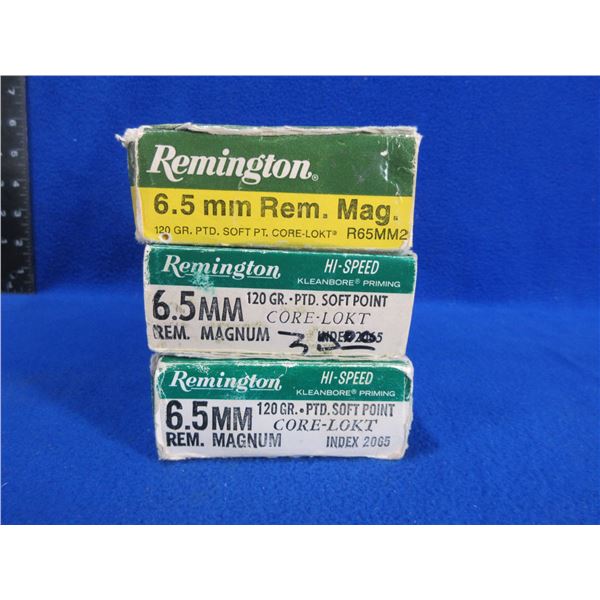 Remington®
6.5 mm Rem. Mag.
120 GR. PTD. SOFT PT. CORE-LOKT® R65MM2
Remington HI-SPEED
KLEANBORE® PRIMING
6.5MM 120 GR. • PTD. SOFT POINT
CORE-LOKT
REM. MAGNUM INDEX 2065
Remington HI-SPEED
KLEANBORE® PRIMING
6.5MM 120 GR. • PTD. SOFT POINT
CORE-LOKT
REM. MAGNUM INDEX 2065